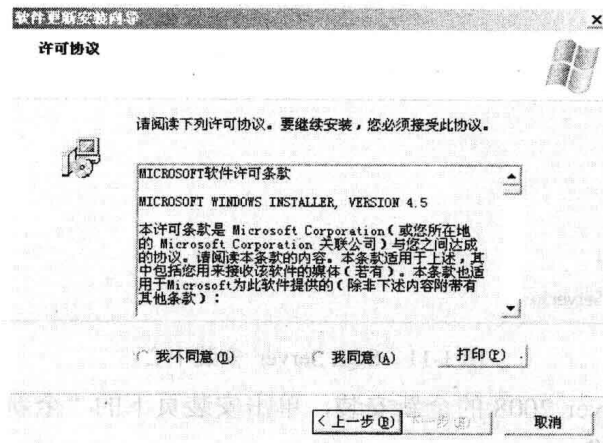 软件更新安装向导
许可协议
请阅读下列许可协议。要继续安装，您必须接受此协议。
MICROSOFT软件许可条款
MICROSOFT WINDOWS INSTALLER, VERSION 4.5
本许可条款是 Microsoft Corporation（或您所在地
的 Microsoft Corporation 关联公司）与您之间达成
的协议。请阅读本条款的内容。本条款适用于上述，其
中包括您用来接收该软件的媒体（若有）。本条款也适
用于Microsoft为此软件提供的（除非下述内容附带有
其他条款）：
我不同意(D) 我同意(A) 打印(P)
< 上一步(B) 下一步(N) > 取消